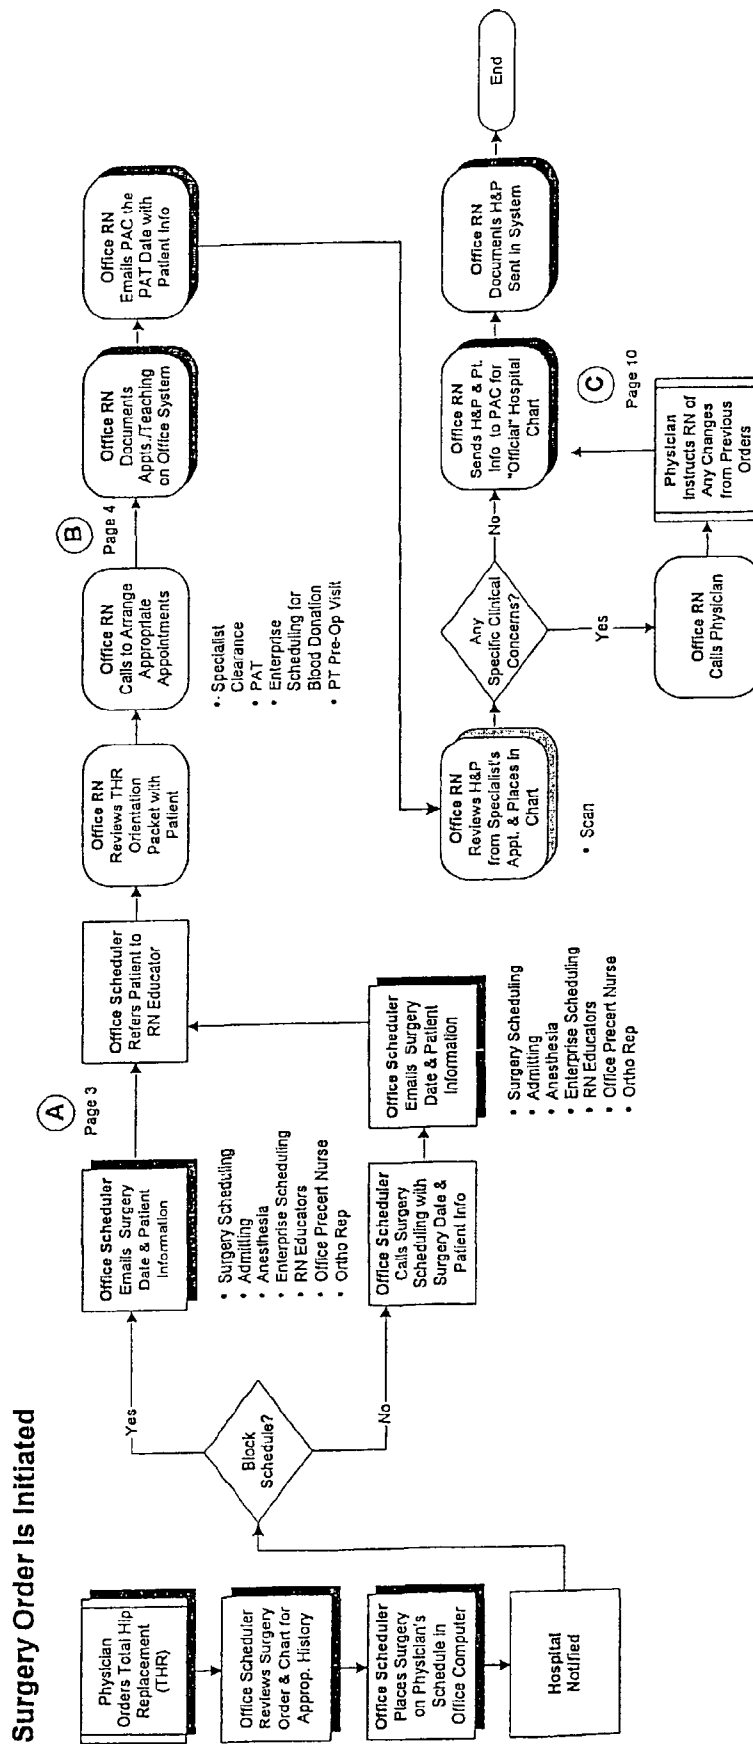 Surgery Order Is Initiated
Physician
Orders Total Hip
Replacement
(THR)
Office Scheduler
Reviews Surgery
Order & Chart for
Approp. History
Office Scheduler
Places Surgery
on Physician's
Schedule in
Office Computer
Hospital
Notified
Block
Schedule?
Yes
No
Office Scheduler
Emails Surgery
Date & Patient
Information
• Surgery Scheduling
• Admitting
• Anesthesia
• Enterprise Scheduling
• RN Educators
• Office Precert Nurse
• Ortho Rep
A
Page 3
Office Scheduler
Calls Surgery
Scheduling with
Surgery Date &
Patient Info
Office Scheduler
Emails Surgery
Date & Patient
Information
• Surgery Scheduling
• Admitting
• Anesthesia
• Enterprise Scheduling
• RN Educators
• Office Precert Nurse
• Ortho Rep
Office Scheduler
Refers Patient to
RN Educator
Office RN
Reviews THR
Orientation
Packet with
Patient
Office RN
Calls to Arrange
Appropriate
Appointments
• Specialist
Clearance
• PAT
• Enterprise
Scheduling for
Blood Donation
• PT Pre-Op Visit
B
Page 4
Office RN
Documents
Appts./Teaching
on Office System
Office RN
Emails PAC the
PAT Date with
Patient Info
Office RN
Reviews H&P
from Specialist's
Appt. & Places in
Chart
• Scan
Any
Specific Clinical
Concerns?
No
Yes
Office RN
Calls Physician
Physician
Instructs RN of
Any Changes
from Previous
Orders
C
Page 10
Office RN
Sends H&P & Pt.
Info to PAC for
"Official" Hospital
Chart
Office RN
Documents H&P
Sent in System
End